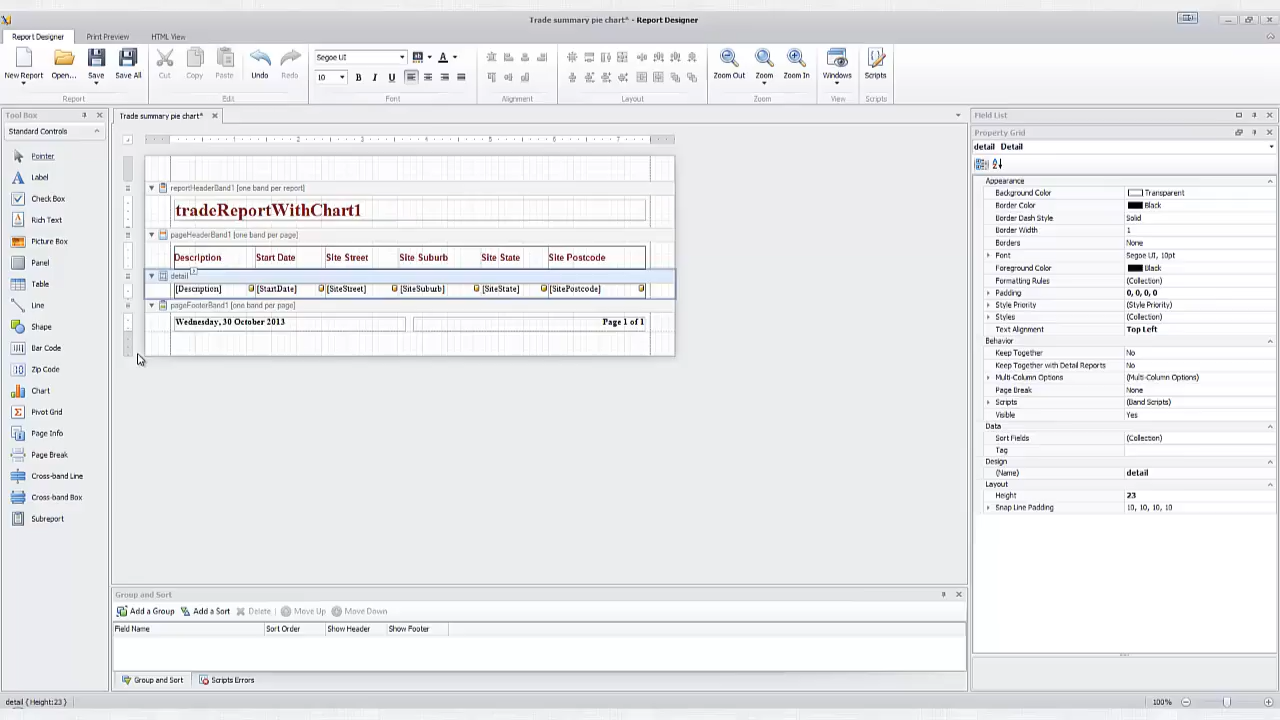 Trade summary pie chart* - Report Designer
Report Designer Print Preview HTML View
New Report Open... Save Save All Cut Copy Paste Undo Redo
Segoe UI
10 B I U
Zoom Out Zoom Zoom In Windows Scripts
Report Edit Font Alignment Layout Zoom View Scripts
Tool Box
Standard Controls
Pointer
Label
Check Box
Rich Text
Picture Box
Panel
Table
Line
Shape
Bar Code
Zip Code
Chart
Pivot Grid
Page Info
Page Break
Cross-band Line
Cross-band Box
Subreport
Trade summary pie chart*
2 4 5 6 7
reportHeaderBand1 [one band per report]
tradeReportWithChart1
pageHeaderBand1 [one band per page]
Description Start Date Site Street Site Suburb Site State Site Postcode
detail
[Description] [StartDate] [SiteStreet] [SiteSuburb] [SiteState] [SitePostcode]
pageFooterBand1 [one band per page]
Wednesday, 30 October 2013 Page 1 of 1
Group and Sort
Add a Group Add a Sort Delete Move Up Move Down
Field Name Sort Order Show Header Show Footer
Group and Sort Scripts Errors
Field List
Property Grid
detail Detail
Appearance
Background Color Transparent
Border Color Black
Border Dash Style Solid
Border Width 1
Borders None
Font Segoe UI, 10pt
Foreground Color Black
Formatting Rules (Collection)
Padding 0, 0, 0, 0
Style Priority (Style Priority)
Styles (Collection)
Text Alignment Top Left
Behavior
Keep Together No
Keep Together with Detail Reports No
Multi-Column Options (Multi-Column Options)
Page Break None
Scripts (Band Scripts)
Visible Yes
Data
Sort Fields (Collection)
Tag
Design
(Name) detail
Layout
Height 23
Snap Line Padding 10, 10, 10, 10
detail { Height:23 } 100%